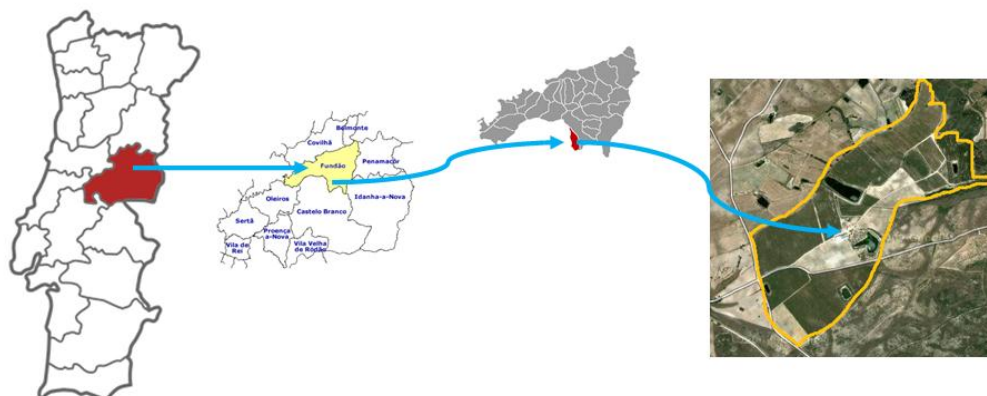 Belmonte
Covilhã
Fundão
Penamacor
Oleiros
Idanha-a-Nova
Castelo Branco
Sertã
Proença
a-Nova
Vila de
Rei
Vila Velha
de Ródão